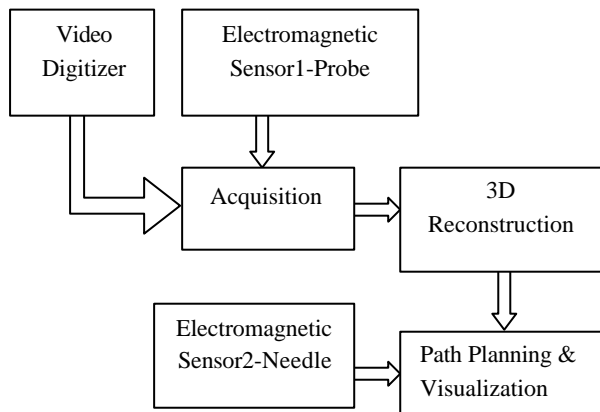 Video
Digitizer
Electromagnetic
Sensor1-Probe
Acquisition
3D
Reconstruction
Electromagnetic
Sensor2-Needle
Path Planning &
Visualization